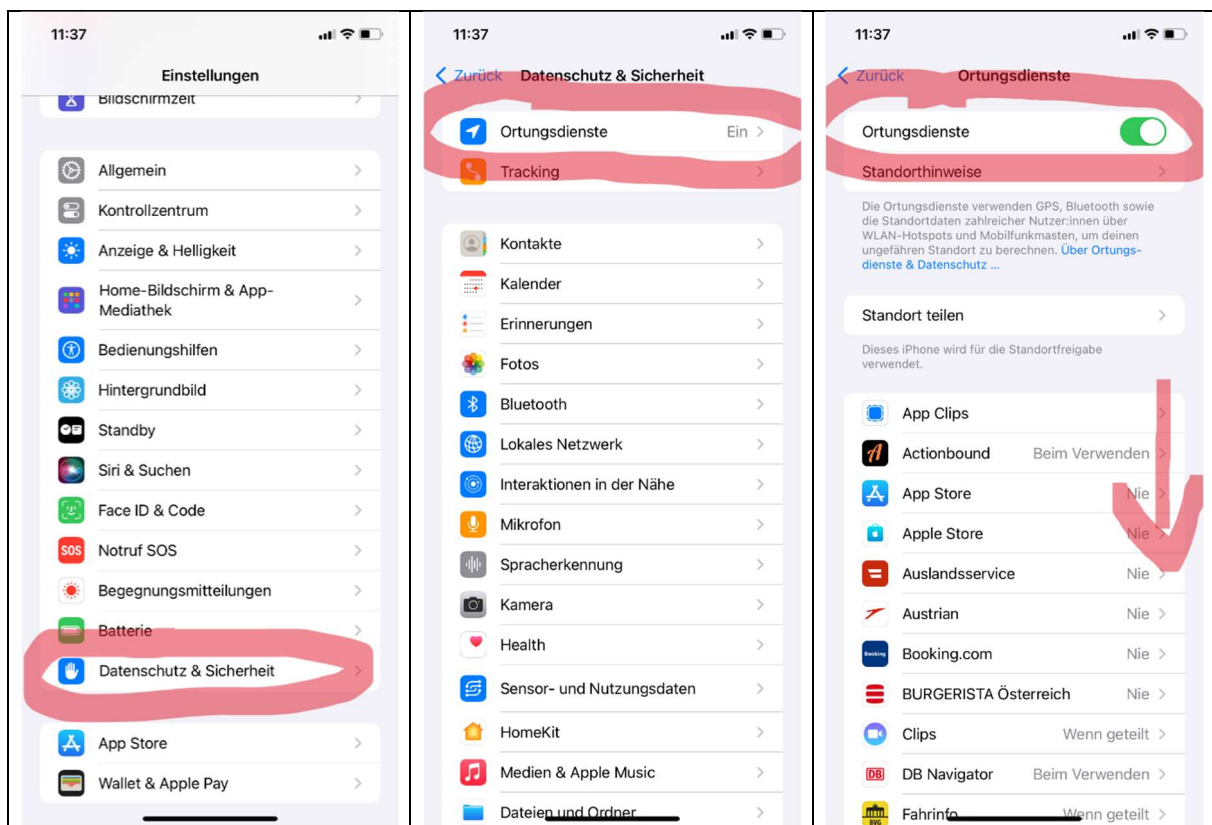 11:37
Einstellungen
Bildschirmzeit
Allgemein
Kontrollzentrum
Anzeige & Helligkeit
Home-Bildschirm & App-
Mediathek
Bedienungshilfen
Hintergrundbild
Standby
Siri & Suchen
Face ID & Code
SOS Notruf SOS
Begegnungsmitteilungen
Batterie
Datenschutz & Sicherheit
App Store
Wallet & Apple Pay
11:37
Zurück Datenschutz & Sicherheit
Ortungsdienste Ein
Tracking
Kontakte
Kalender
Erinnerungen
Fotos
Bluetooth
Lokales Netzwerk
Interaktionen in der Nähe
Mikrofon
Spracherkennung
Kamera
Health
Sensor- und Nutzungsdaten
HomeKit
Medien & Apple Music
Dateien und Ordner
11:37
Zurück Ortungsdienste
Ortungsdienste
Standorthinweise
Die Ortungsdienste verwenden GPS, Bluetooth sowie
die Standortdaten zahlreicher Nutzer:innen über
WLAN-Hotspots und Mobilfunkmasten, um deinen
ungefähren Standort zu berechnen. Über Ortungs-
dienste & Datenschutz ...
Standort teilen
Dieses iPhone wird für die Standortfreigabe
verwendet.
App Clips
Actionbound Beim Verwenden
App Store Nie
Apple Store Nie
Auslandsservice Nie
Austrian Nie
Booking Booking.com Nie
BURGERISTA Österreich Nie
Clips Wenn geteilt
DB DB Navigator Beim Verwenden
BVG Fahrinfo Wenn geteilt